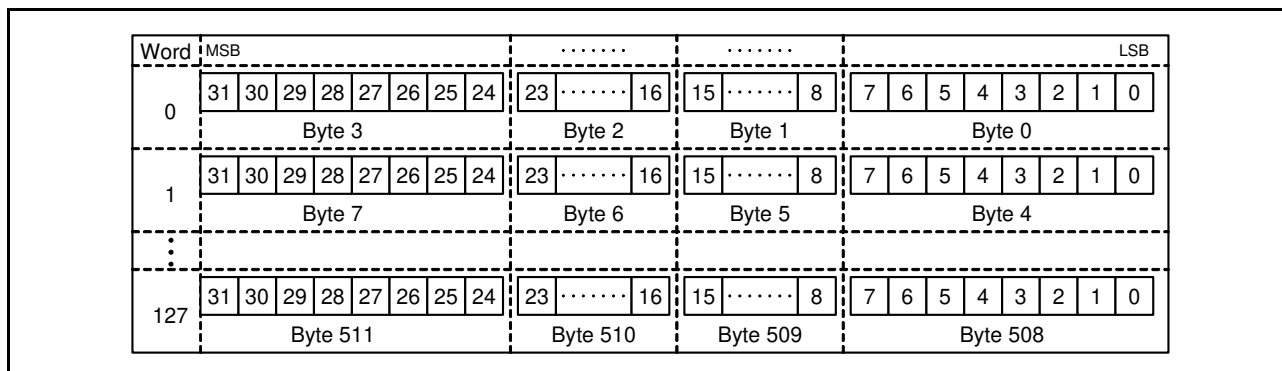 Word MSB ······· ······· LSB
0 31 30 29 28 27 26 25 24 23 ······· 16 15 ······· 8 7 6 5 4 3 2 1 0
Byte 3 Byte 2 Byte 1 Byte 0
1 31 30 29 28 27 26 25 24 23 ······· 16 15 ······· 8 7 6 5 4 3 2 1 0
Byte 7 Byte 6 Byte 5 Byte 4
⋮
127 31 30 29 28 27 26 25 24 23 ······· 16 15 ······· 8 7 6 5 4 3 2 1 0
Byte 511 Byte 510 Byte 509 Byte 508